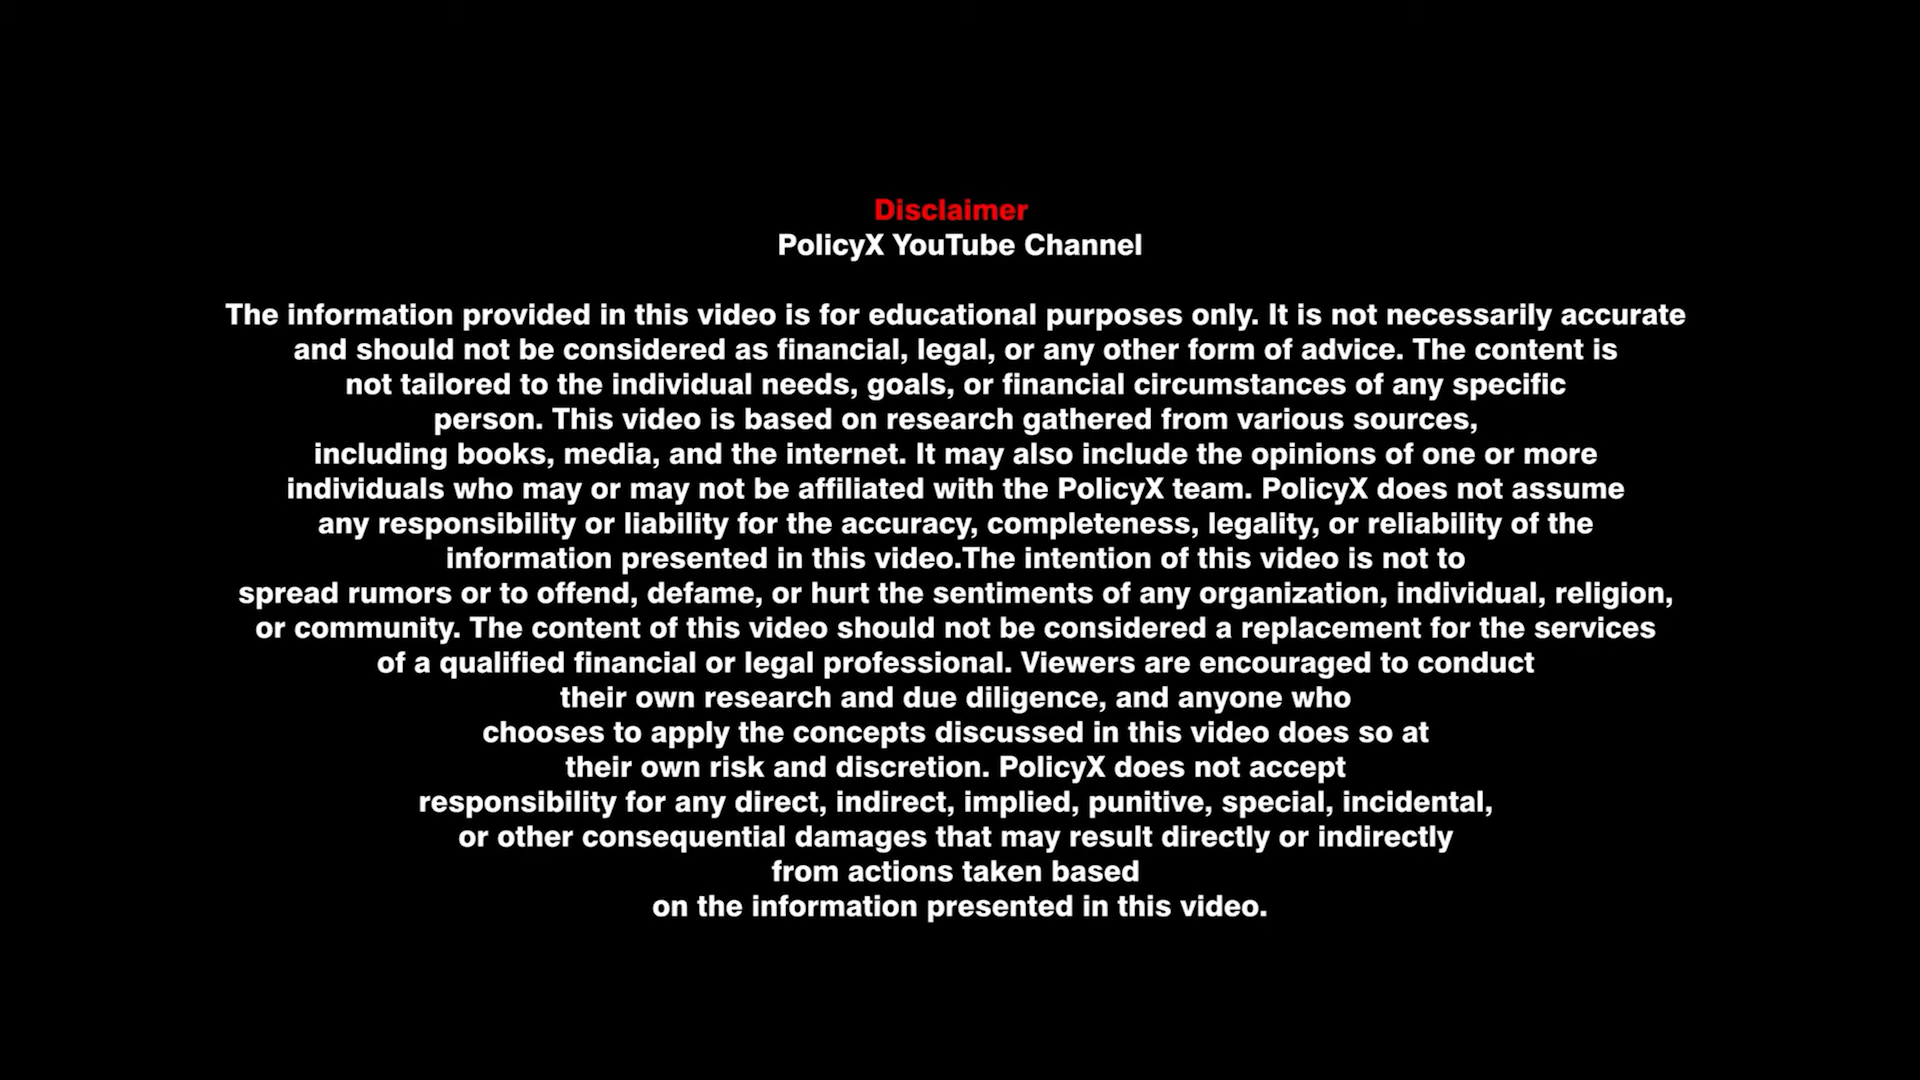 Disclaimer
PolicyX YouTube Channel
The information provided in this video is for educational purposes only. It is not necessarily accurate
and should not be considered as financial, legal, or any other form of advice. The content is
not tailored to the individual needs, goals, or financial circumstances of any specific
person. This video is based on research gathered from various sources,
including books, media, and the internet. It may also include the opinions of one or more
individuals who may or may not be affiliated with the PolicyX team. PolicyX does not assume
any responsibility or liability for the accuracy, completeness, legality, or reliability of the
information presented in this video.The intention of this video is not to
spread rumors or to offend, defame, or hurt the sentiments of any organization, individual, religion,
or community. The content of this video should not be considered a replacement for the services
of a qualified financial or legal professional. Viewers are encouraged to conduct
their own research and due diligence, and anyone who
chooses to apply the concepts discussed in this video does so at
their own risk and discretion. PolicyX does not accept
responsibility for any direct, indirect, implied, punitive, special, incidental,
or other consequential damages that may result directly or indirectly
from actions taken based
on the information presented in this video.